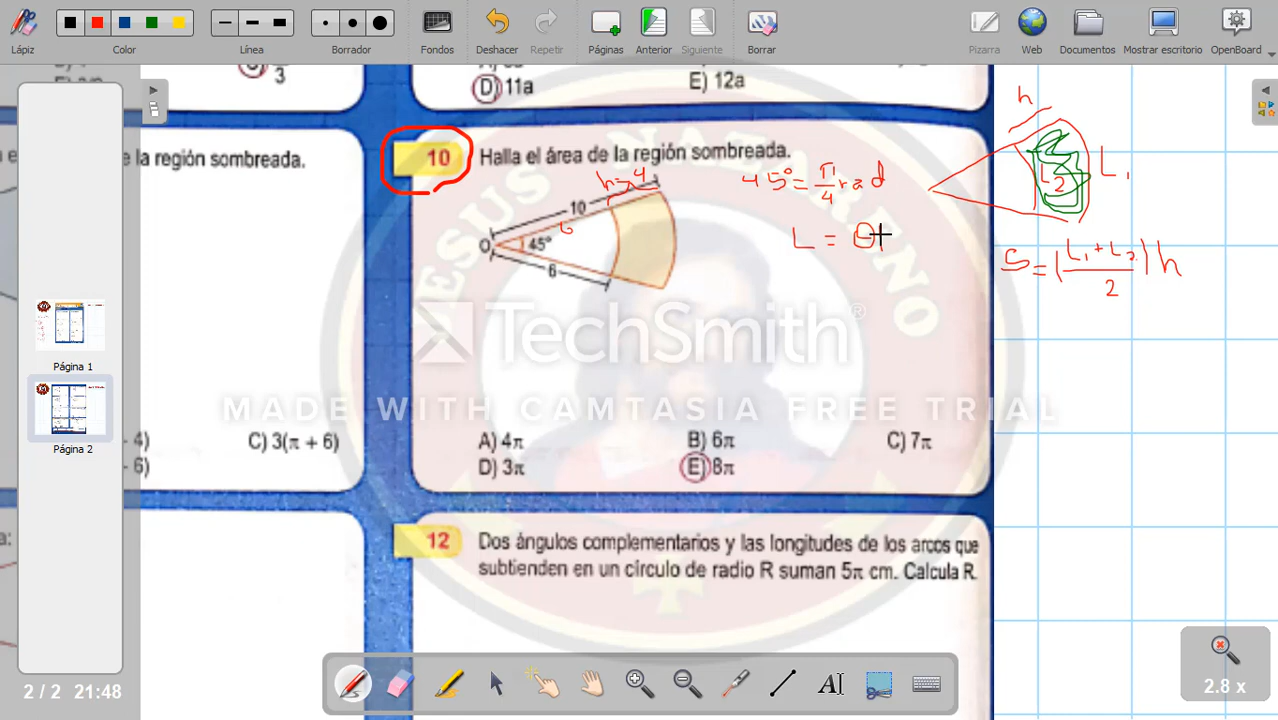 Lápiz
Color
Línea
Borrador
Fondos
Deshacer
Repetir
Páginas
Anterior
Siguiente
Borrar
Pizarra
Web
Documentos
Mostrar escritorio
OpenBoard
3
D) 11a
E) 12a
de la región sombreada.
10 Halla el área de la región sombreada.
h=4
10
6
45°
O
6
45° = π/4 rad
L = θ
h
L1
L2
S = (L1 + L2 / 2) h
TechSmith®
MADE WITH CAMTASIA FREE TRIAL
JESUS NAZARENO
- 4)
- 6)
C) 3(π + 6)
A) 4π
B) 6π
C) 7π
D) 3π
E) 8π
12 Dos ángulos complementarios y las longitudes de los arcos que
subtienden en un círculo de radio R suman 5π cm. Calcula R.
Página 1
Página 2
2 / 2 21:48
2.8 x